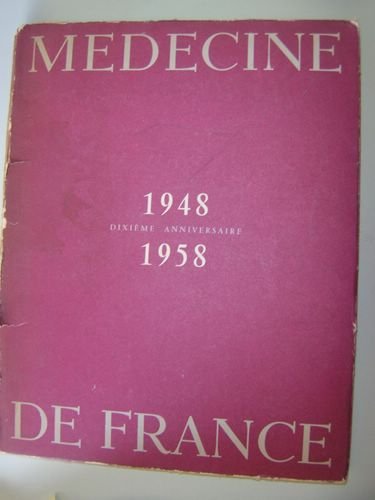 MEDECINE
1948
DIXIÈME ANNIVERSAIRE
1958
DE FRANCE